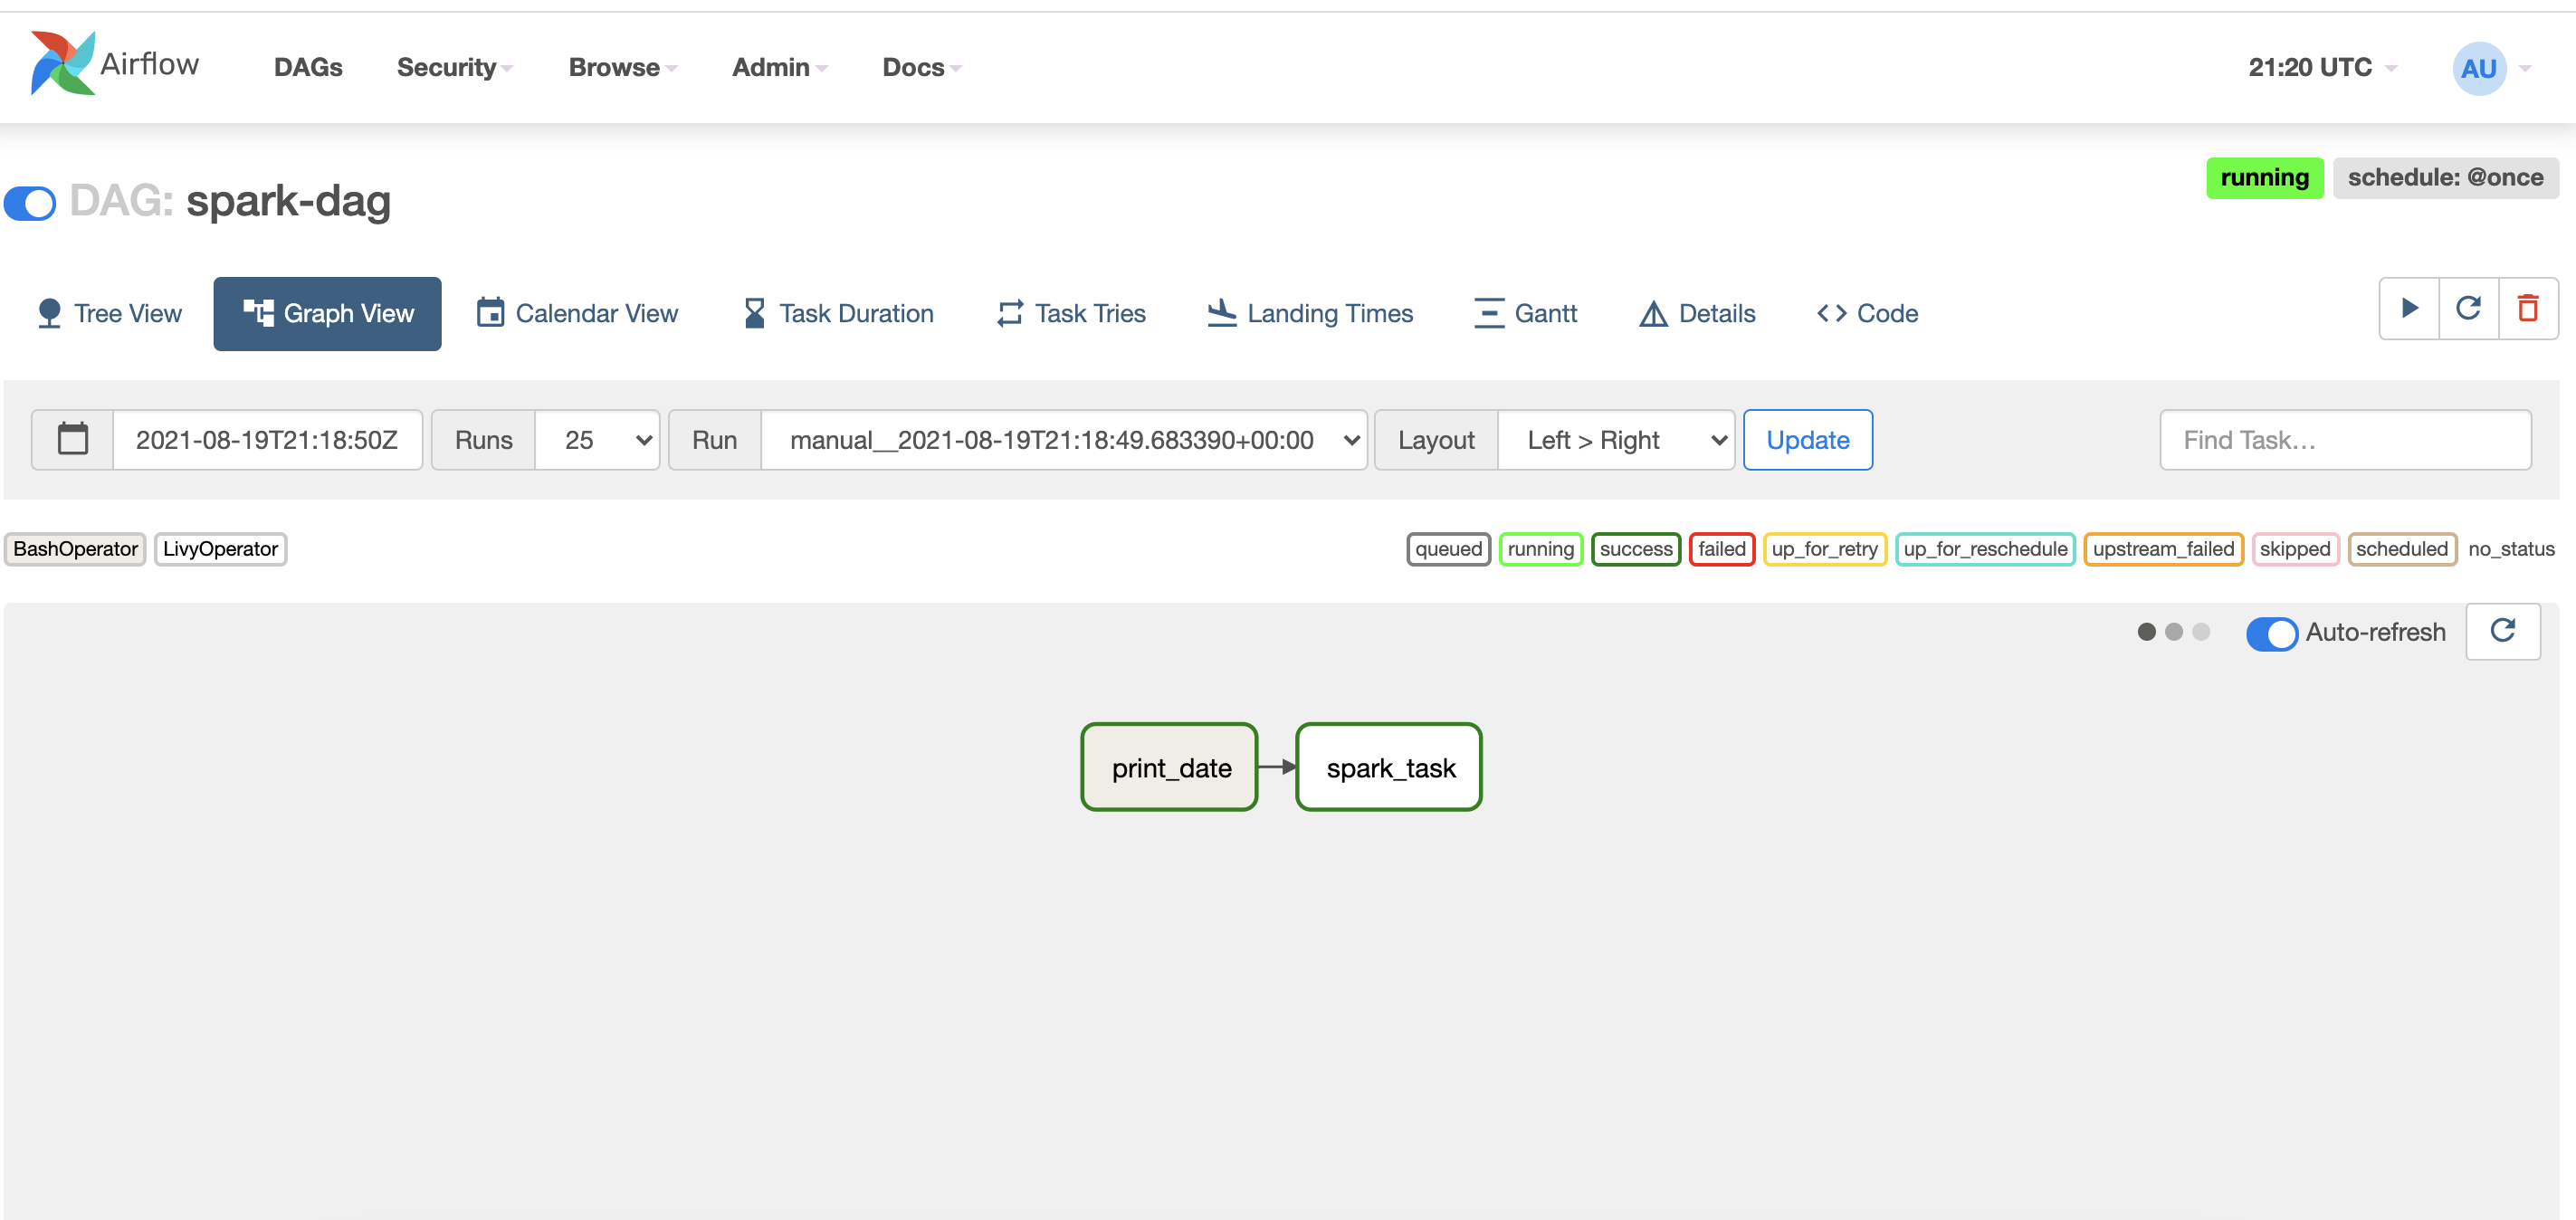 Airflow DAGs Security Browse Admin Docs 21:20 UTC AU
DAG: spark-dag running schedule: @once
Tree View Graph View Calendar View Task Duration Task Tries Landing Times Gantt Details <> Code
2021-08-19T21:18:50Z Runs 25 Run manual__2021-08-19T21:18:49.683390+00:00 Layout Left > Right Update Find Task...
BashOperator LivyOperator queued running success failed up_for_retry up_for_reschedule upstream_failed skipped scheduled no_status
Auto-refresh
print_date spark_task